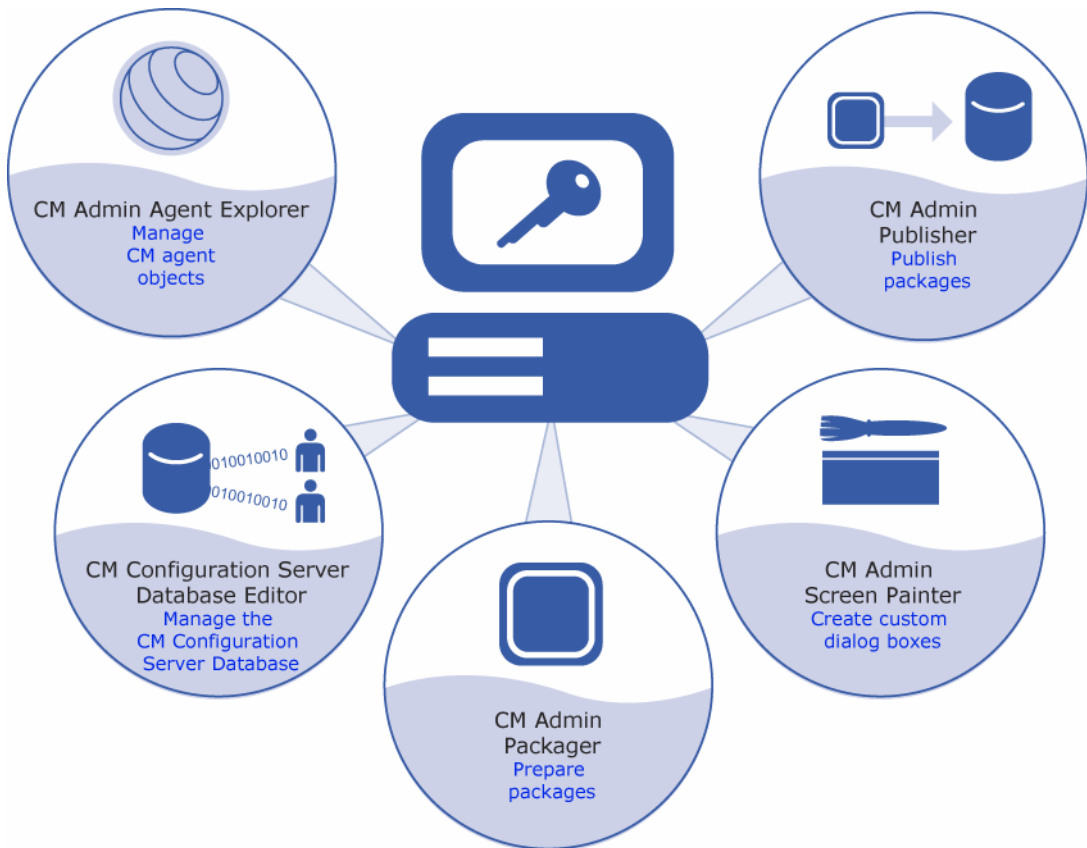 CM Admin Agent Explorer
Manage
CM agent
objects
CM Admin
Publisher
Publish
packages
010010010
010010010
CM Configuration Server
Database Editor
Manage the
CM Configuration
Server Database
CM Admin
Packager
Prepare
packages
CM Admin
Screen Painter
Create custom
dialog boxes